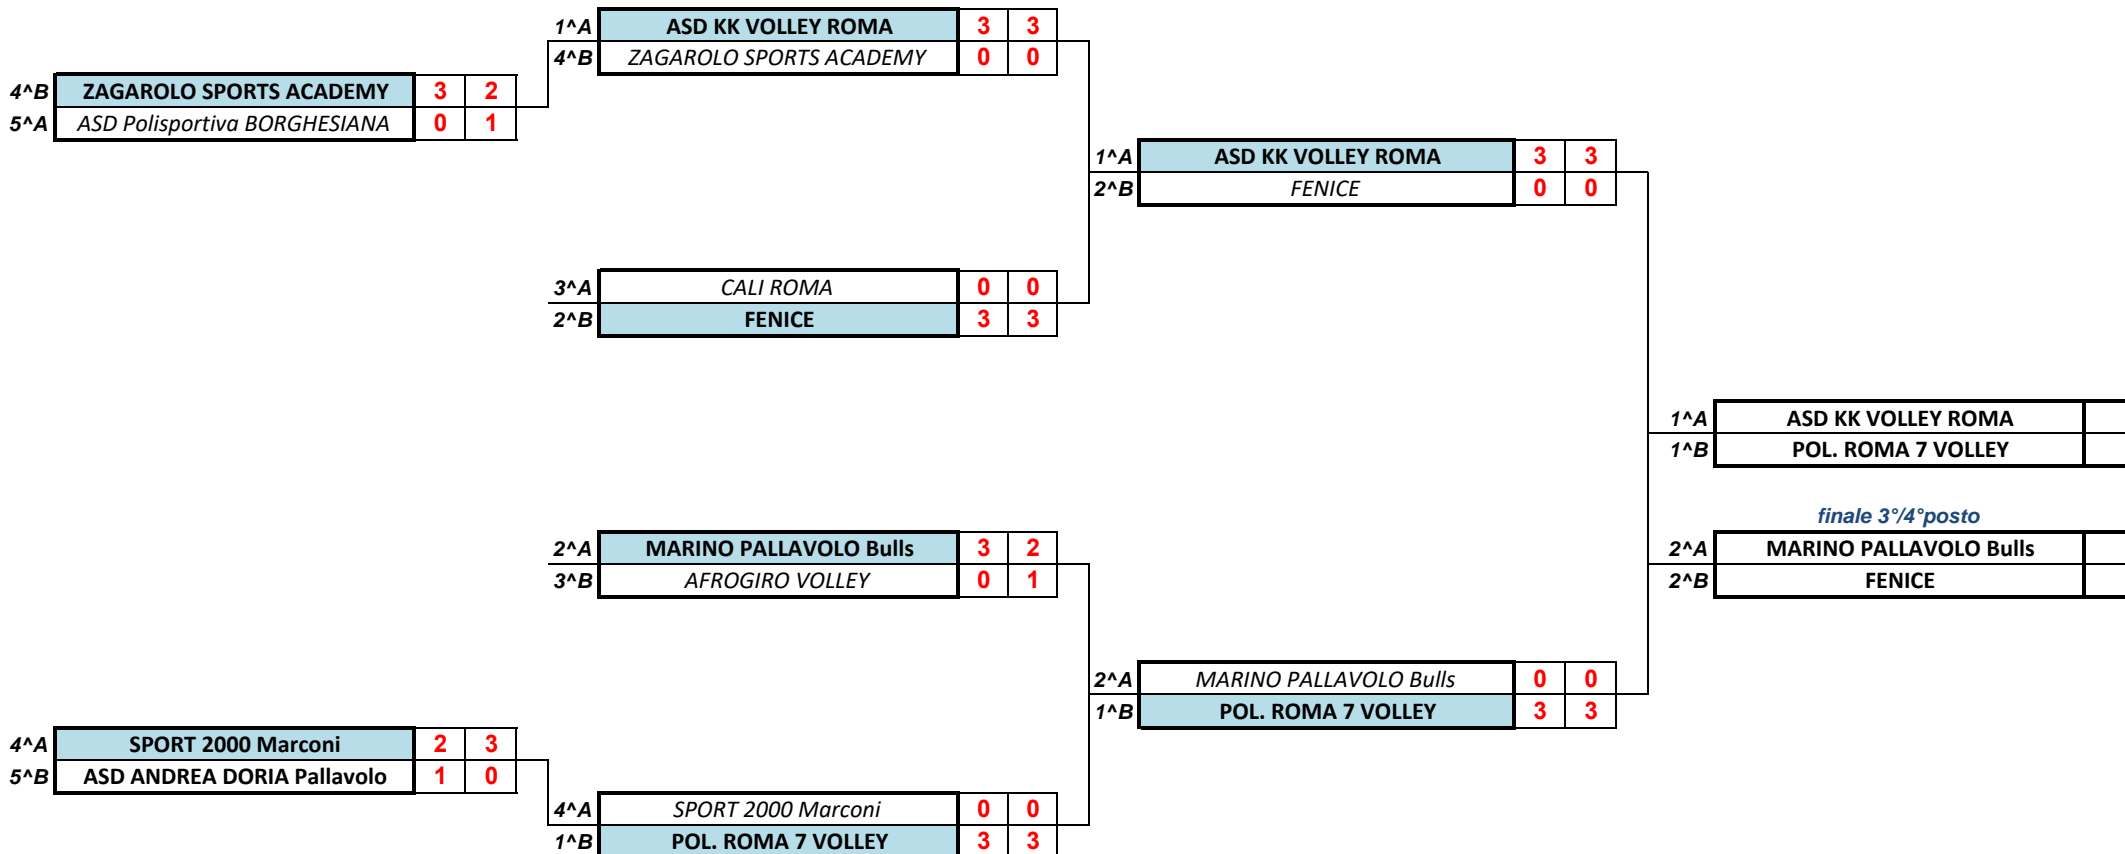 1^A ASD KK VOLLEY ROMA 3 3
4^B ZAGAROLO SPORTS ACADEMY 0 0
4^B ZAGAROLO SPORTS ACADEMY 3 2
5^A ASD Polisportiva BORGHESIANA 0 1
1^A ASD KK VOLLEY ROMA 3 3
2^B FENICE 0 0
3^A CALI ROMA 0 0
2^B FENICE 3 3
1^A ASD KK VOLLEY ROMA
1^B POL. ROMA 7 VOLLEY
finale 3°/4°posto
2^A MARINO PALLAVOLO Bulls 3 2
3^B AFROGIRO VOLLEY 0 1
2^A MARINO PALLAVOLO Bulls
2^B FENICE
2^A MARINO PALLAVOLO Bulls 0 0
1^B POL. ROMA 7 VOLLEY 3 3
4^A SPORT 2000 Marconi 2 3
5^B ASD ANDREA DORIA Pallavolo 1 0
4^A SPORT 2000 Marconi 0 0
1^B POL. ROMA 7 VOLLEY 3 3